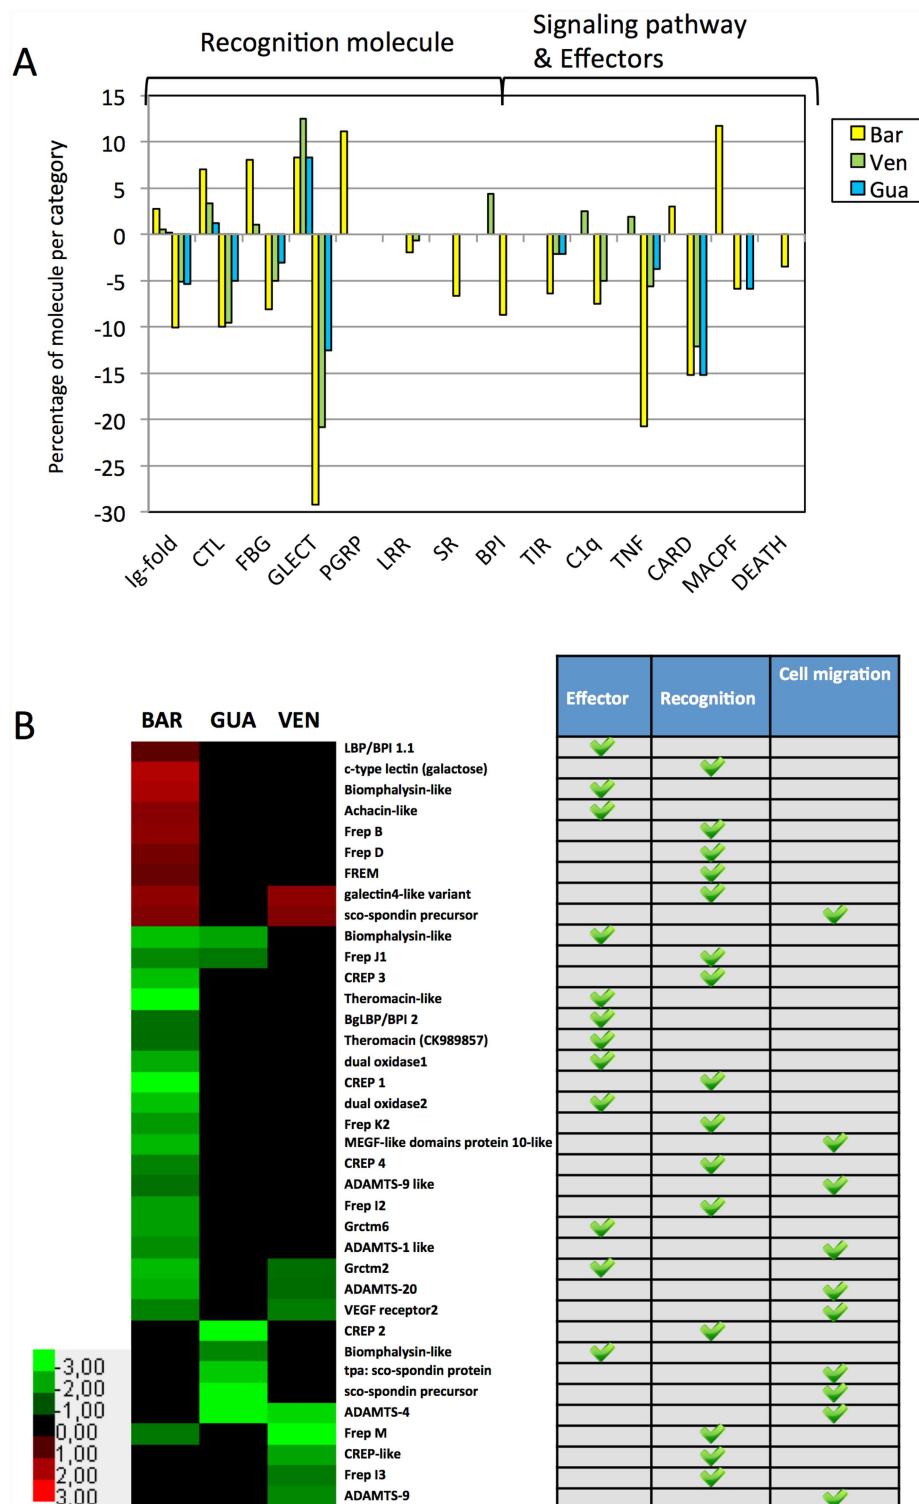 A
Recognition molecule
Signaling pathway
& Effectors
Percentage of molecule per category
15
10
5
0
-5
-10
-15
-20
-25
-30
Bar
Ven
Gua
Ig-fold
CTL
FBG
GLECT
PGRP
LRR
SR
BPI
TIR
C1q
TNF
CARD
MACPF
DEATH
B
BAR GUA VEN
Effector Recognition Cell migration
LBP/BPI 1.1
c-type lectin (galactose)
Biomphalysin-like
Achacin-like
Frep B
Frep D
FREM
galectin4-like variant
sco-spondin precursor
Biomphalysin-like
Frep J1
CREP 3
Theromacin-like
BgLBP/BPI 2
Theromacin (CK989857)
dual oxidase1
CREP 1
dual oxidase2
Frep K2
MEGF-like domains protein 10-like
CREP 4
ADAMTS-9 like
Frep I2
Grctm6
ADAMTS-1 like
Grctm2
ADAMTS-20
VEGF receptor2
CREP 2
Biomphalysin-like
tpa: sco-spondin protein
sco-spondin precursor
ADAMTS-4
Frep M
CREP-like
Frep I3
ADAMTS-9
-3,00
-2,00
-1,00
0,00
1,00
2,00
3,00